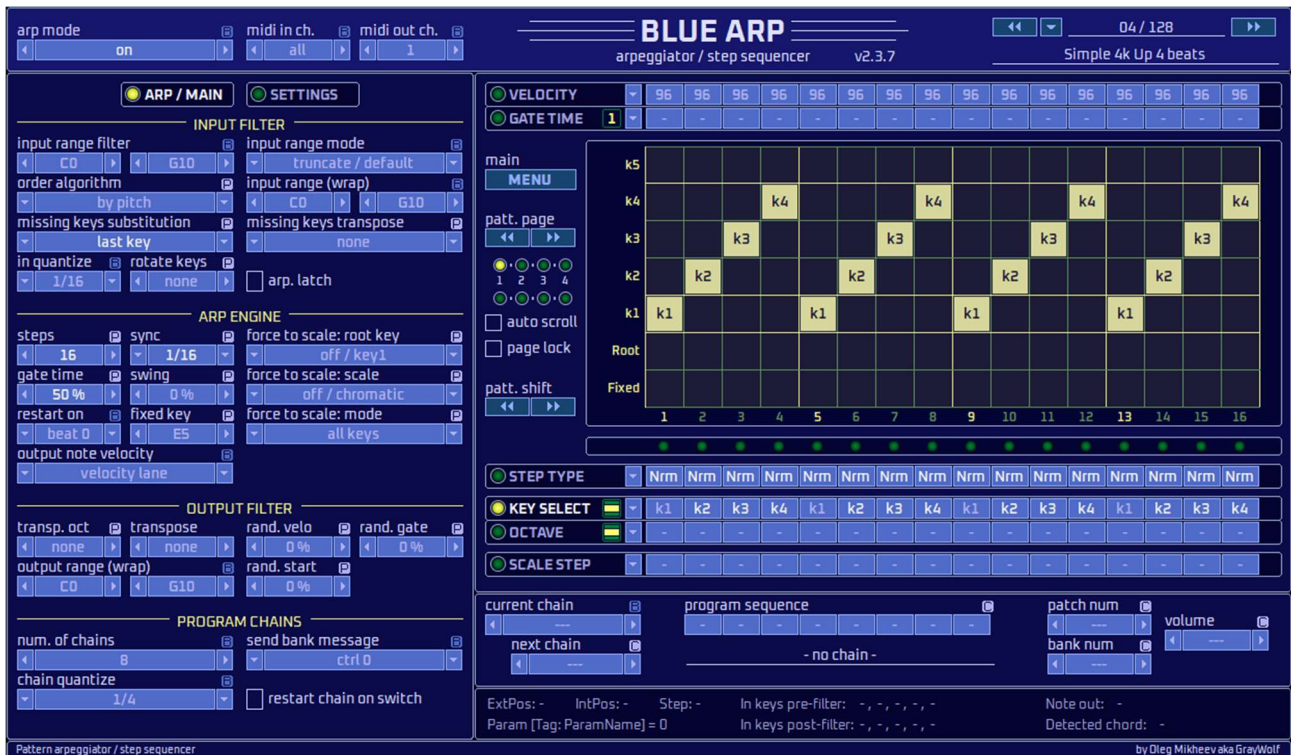 arp mode B midi in ch. B midi out ch. B
on all 1
BLUE ARP
arpeggiator / step sequencer v2.3.7
04 / 128
Simple 4k Up 4 beats
ARP / MAIN SETTINGS
INPUT FILTER
input range filter B input range mode B
C0 G10 truncate / default
order algorithm P input range (wrap) B
by pitch C0 G10
missing keys substitution P missing keys transpose P
last key none
in quantize B rotate keys P
1/16 none arp. latch
ARP ENGINE
steps P sync P force to scale: root key P
16 1/16 off / key1
gate time P swing P force to scale: scale P
50 % 0 % off / chromatic
restart on B fixed key P force to scale: mode P
beat 0 E5 all keys
output note velocity B
velocity lane
OUTPUT FILTER
transp. oct P transpose P rand. velo P rand. gate P
none none 0 % 0 %
output range (wrap) B rand. start P
C0 G10 0 %
PROGRAM CHAINS
num. of chains B send bank message B
8 ctrl 0
chain quantize B
1/4 restart chain on switch
VELOCITY 96 96 96 96 96 96 96 96 96 96 96 96 96 96 96 96
GATE TIME 1 - - - - - - - - - - - - - - - -
main
MENU
patt. page
1 2 3 4
auto scroll
page lock
patt. shift
k5
k4 k4 k4 k4 k4
k3 k3 k3 k3 k3
k2 k2 k2 k2 k2
k1 k1 k1 k1 k1
Root
Fixed
1 2 3 4 5 6 7 8 9 10 11 12 13 14 15 16
STEP TYPE Nrm Nrm Nrm Nrm Nrm Nrm Nrm Nrm Nrm Nrm Nrm Nrm Nrm Nrm Nrm Nrm
KEY SELECT k1 k2 k3 k4 k1 k2 k3 k4 k1 k2 k3 k4 k1 k2 k3 k4
OCTAVE - - - - - - - - - - - - - - - -
SCALE STEP - - - - - - - - - - - - - - - -
current chain B program sequence C patch num C
--- - - - - - - - - --- volume C
next chain C - no chain - bank num C ---
--- ---
ExtPos: - IntPos: - Step: - In keys pre-filter: -, -, -, -, - Note out: -
Param [Tag: ParamName] = 0 In keys post-filter: -, -, -, -, - Detected chord: -
Pattern arpeggiator / step sequencer by Oleg Mikheev aka GrayWolf